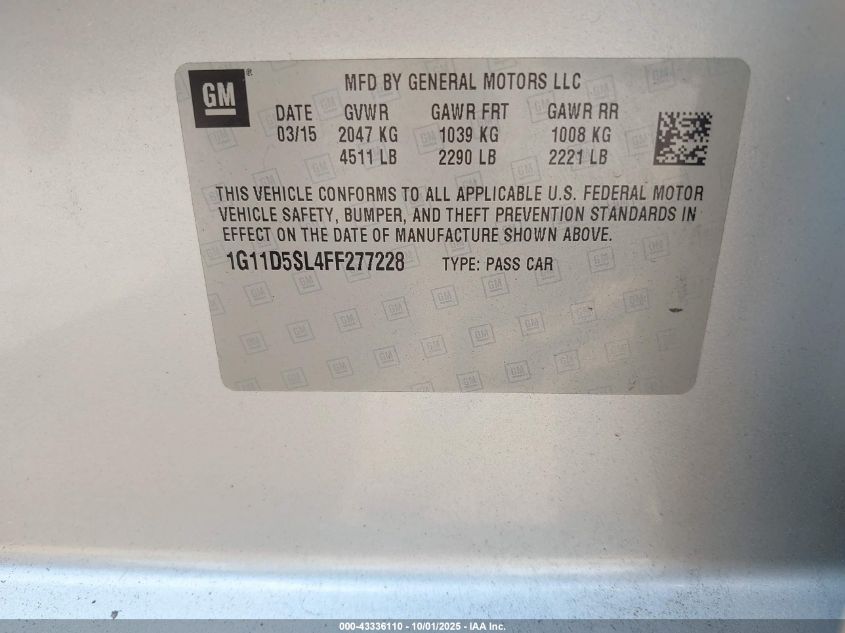 GM ®
MFD BY GENERAL MOTORS LLC
DATE GVWR GAWR FRT GAWR RR
03/15 2047 KG 1039 KG 1008 KG
4511 LB 2290 LB 2221 LB
THIS VEHICLE CONFORMS TO ALL APPLICABLE U.S. FEDERAL MOTOR
VEHICLE SAFETY, BUMPER, AND THEFT PREVENTION STANDARDS IN
EFFECT ON THE DATE OF MANUFACTURE SHOWN ABOVE.
1G11D5SL4FF277228 TYPE: PASS CAR
000-43336110 - 10/01/2025 - IAA Inc.